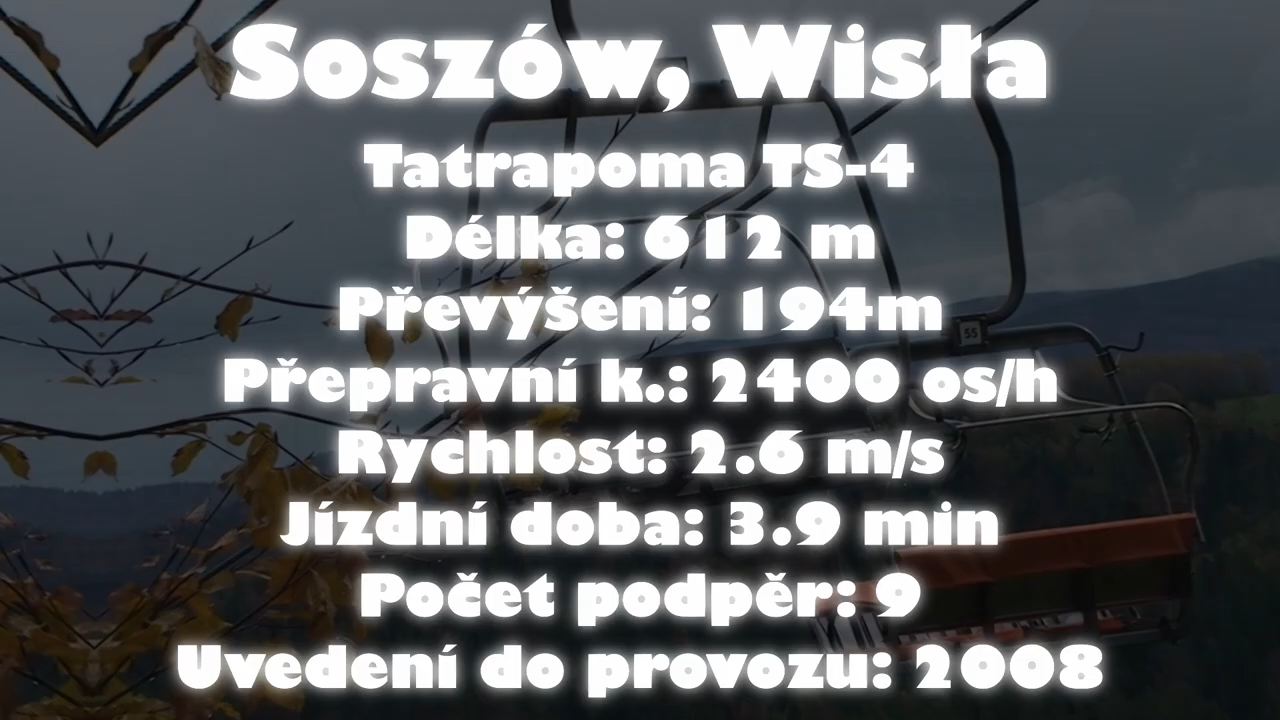 Soszów, Wisła
Tatrapoma TS-4
Délka: 612 m
Převýšení: 194m
Přepravní k.: 2400 os/h
Rychlost: 2.6 m/s
Jízdní doba: 3.9 min
Počet podpěr: 9
Uvedení do provozu: 2008
55